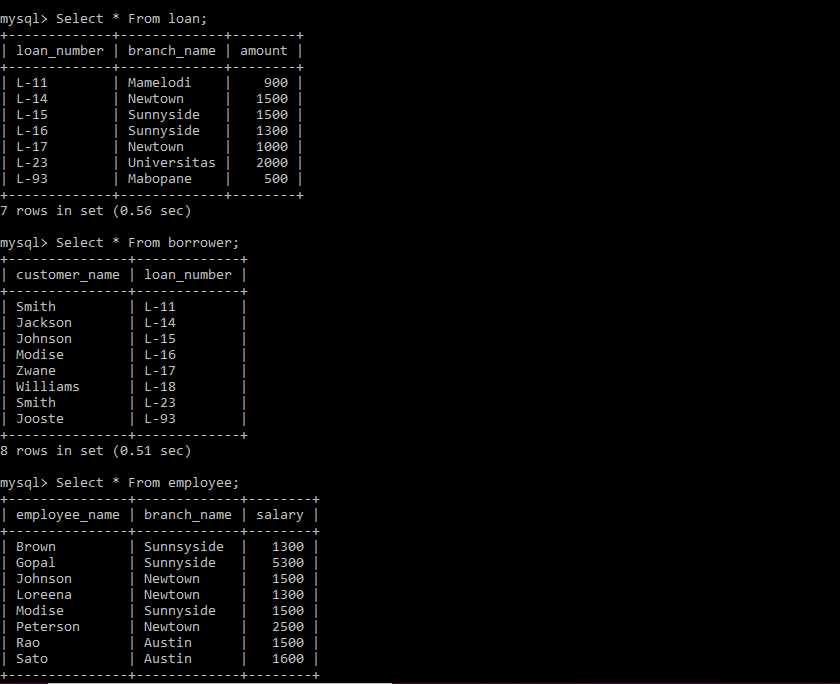 mysql> Select * From loan;
+-------------+-------------+--------+
| loan_number | branch_name | amount |
+-------------+-------------+--------+
| L-11        | Mamelodi    |    900 |
| L-14        | Newtown     |   1500 |
| L-15        | Sunnyside   |   1500 |
| L-16        | Sunnyside   |   1300 |
| L-17        | Newtown     |   1000 |
| L-23        | Universitas |   2000 |
| L-93        | Mabopane    |    500 |
+-------------+-------------+--------+
7 rows in set (0.56 sec)
mysql> Select * From borrower;
+---------------+-------------+
| customer_name | loan_number |
+---------------+-------------+
| Smith         | L-11        |
| Jackson       | L-14        |
| Johnson       | L-15        |
| Modise        | L-16        |
| Zwane         | L-17        |
| Williams      | L-18        |
| Smith         | L-23        |
| Jooste        | L-93        |
+---------------+-------------+
8 rows in set (0.51 sec)
mysql> Select * From employee;
+---------------+-------------+--------+
| employee_name | branch_name | salary |
+---------------+-------------+--------+
| Brown         | Sunnsyside  |   1300 |
| Gopal         | Sunnyside   |   5300 |
| Johnson       | Newtown     |   1500 |
| Loreena       | Newtown     |   1300 |
| Modise        | Sunnyside   |   1500 |
| Peterson      | Newtown     |   2500 |
| Rao           | Austin      |   1500 |
| Sato          | Austin      |   1600 |
+---------------+-------------+--------+